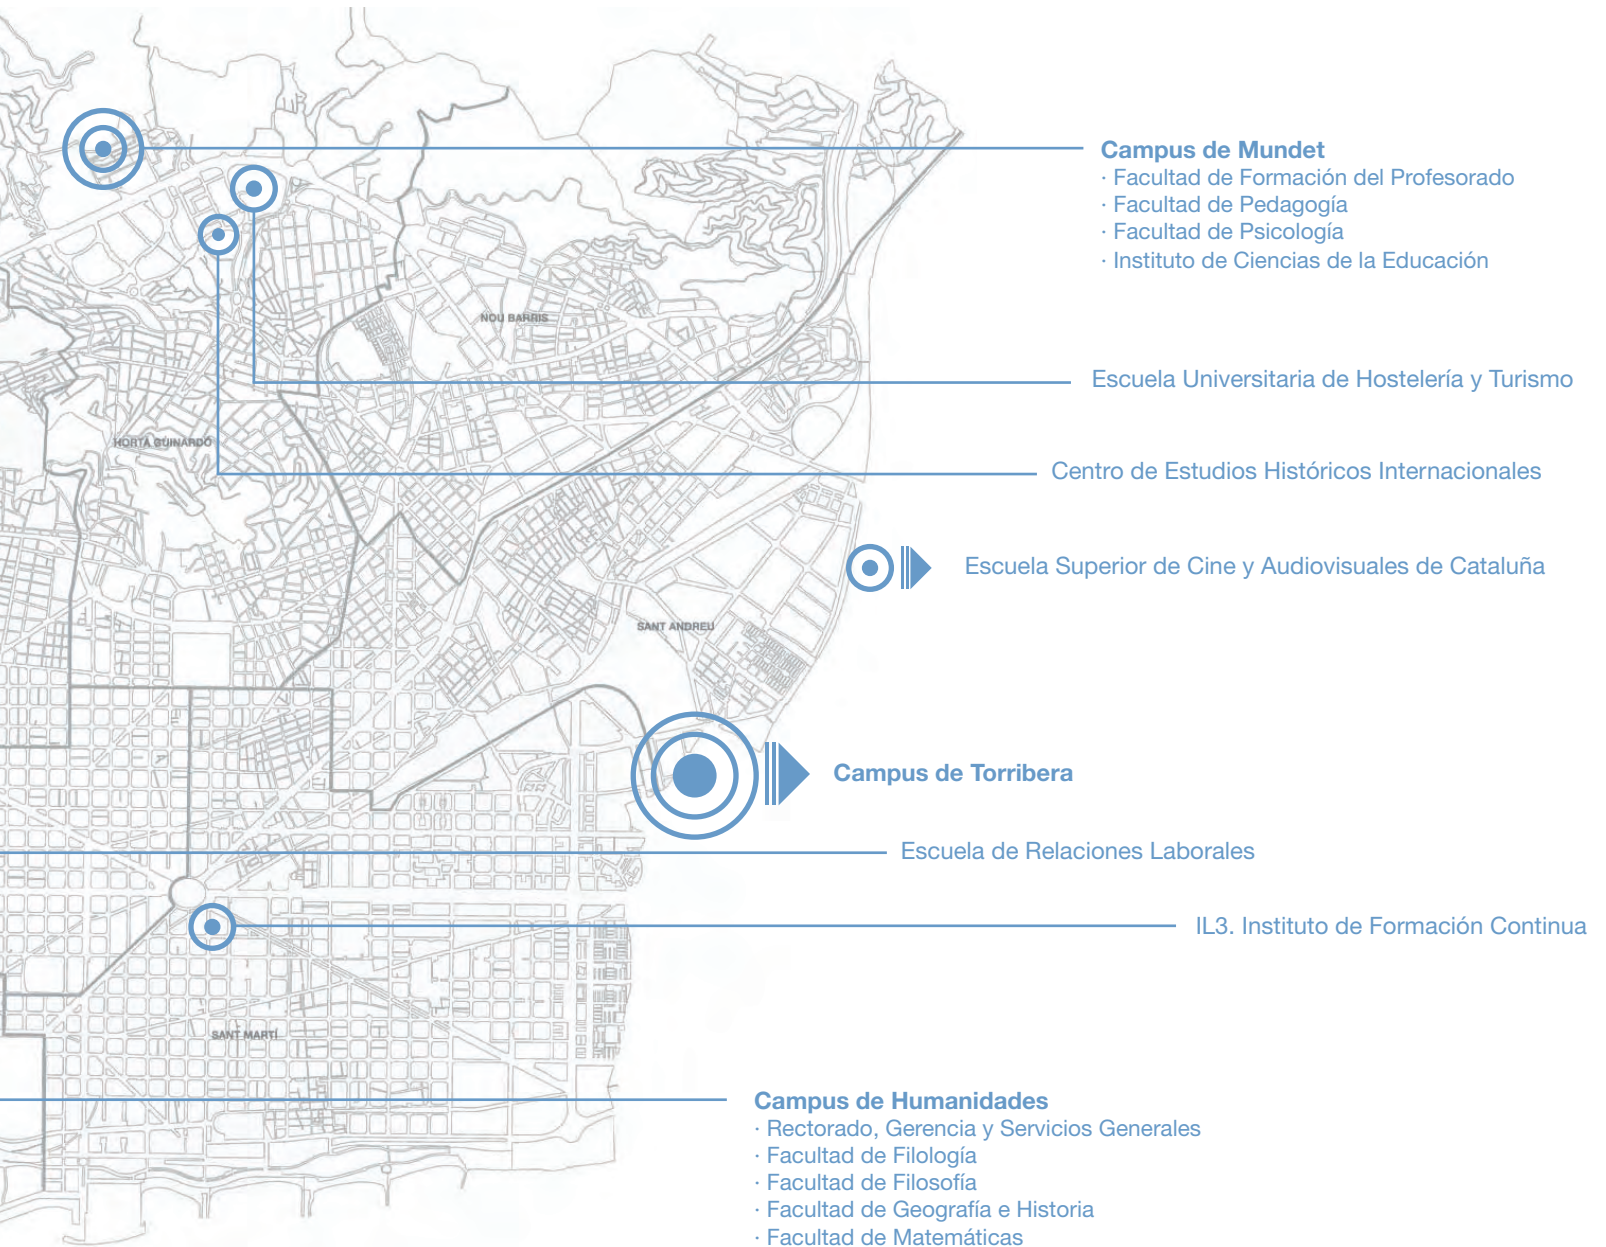 Campus de Mundet
· Facultad de Formación del Profesorado
· Facultad de Pedagogía
· Facultad de Psicología
· Instituto de Ciencias de la Educación
NOU BARRIS
Escuela Universitaria de Hostelería y Turismo
HORTA GUINARDÓ
Centro de Estudios Históricos Internacionales
Escuela Superior de Cine y Audiovisuales de Cataluña
SANT ANDREU
Campus de Torribera
Escuela de Relaciones Laborales
IL3. Instituto de Formación Continua
SANT MARTÍ
Campus de Humanidades
· Rectorado, Gerencia y Servicios Generales
· Facultad de Filología
· Facultad de Filosofía
· Facultad de Geografía e Historia
· Facultad de Matemáticas